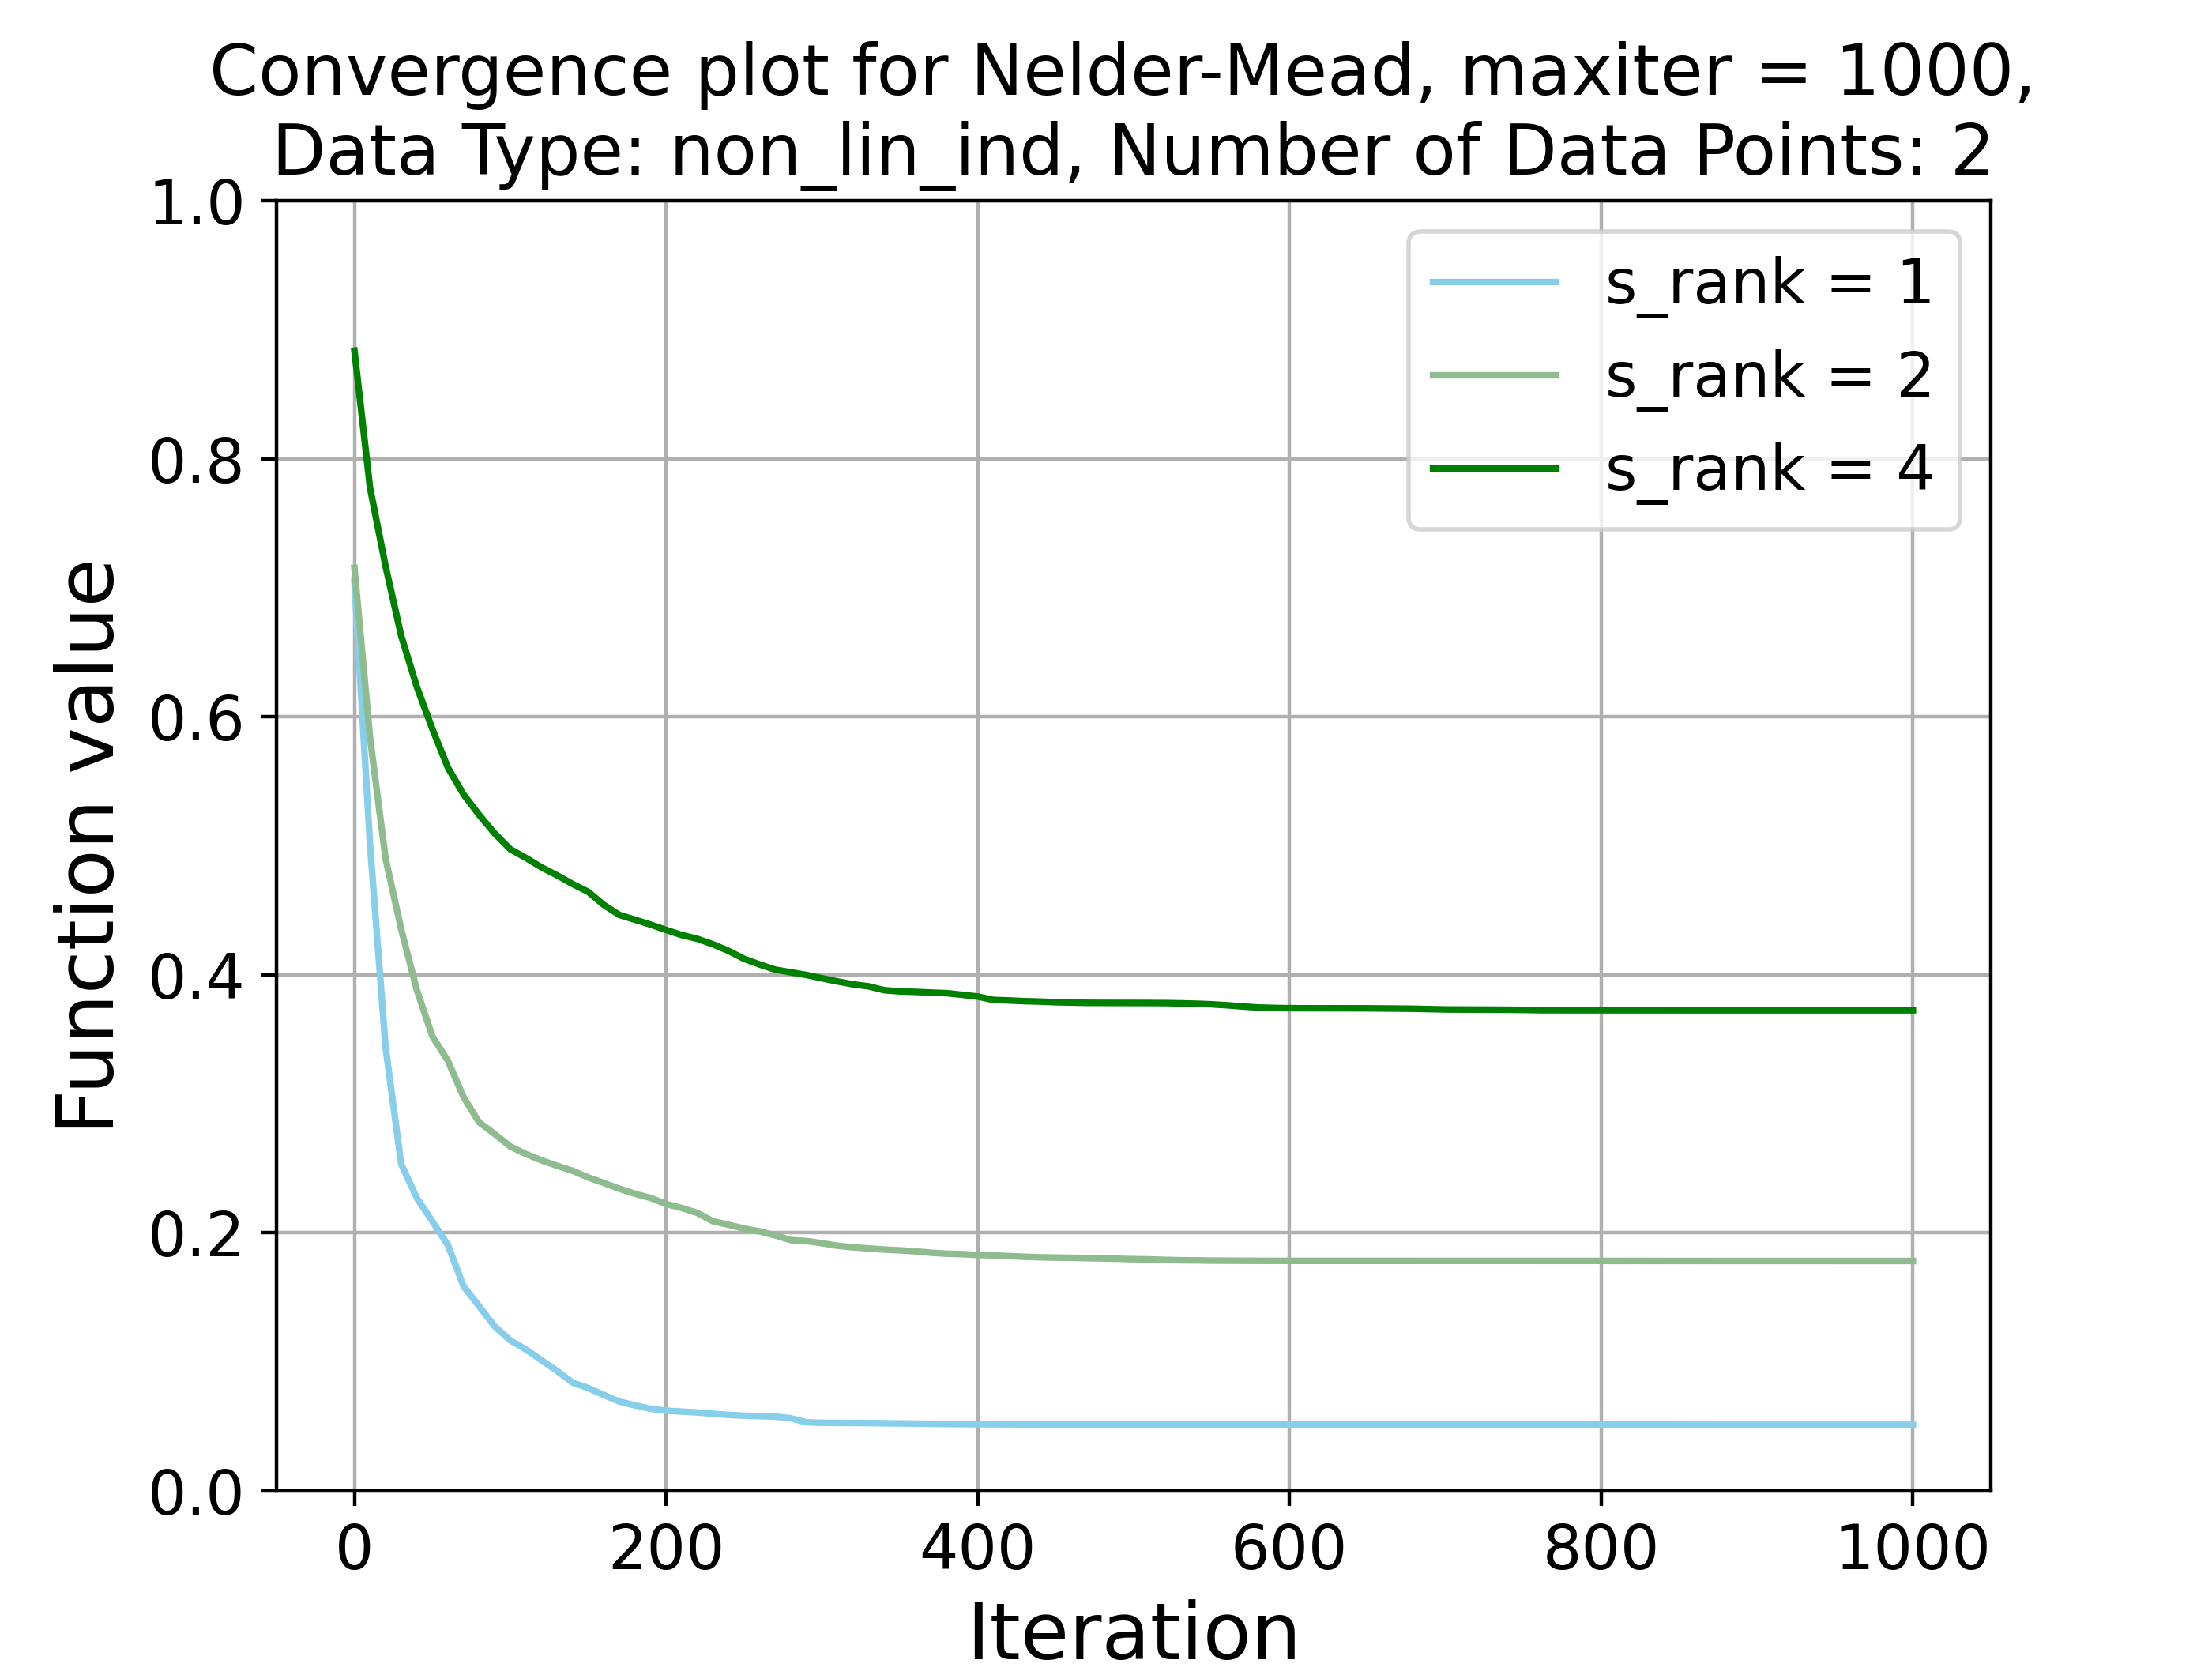 Convergence plot for Nelder-Mead, maxiter = 1000,
Data Type: non_lin_ind, Number of Data Points: 2
1.0
0.8
0.6
0.4
0.2
0.0
Function value
s_rank = 1
s_rank = 2
s_rank = 4
0 200 400 600 800 1000
Iteration